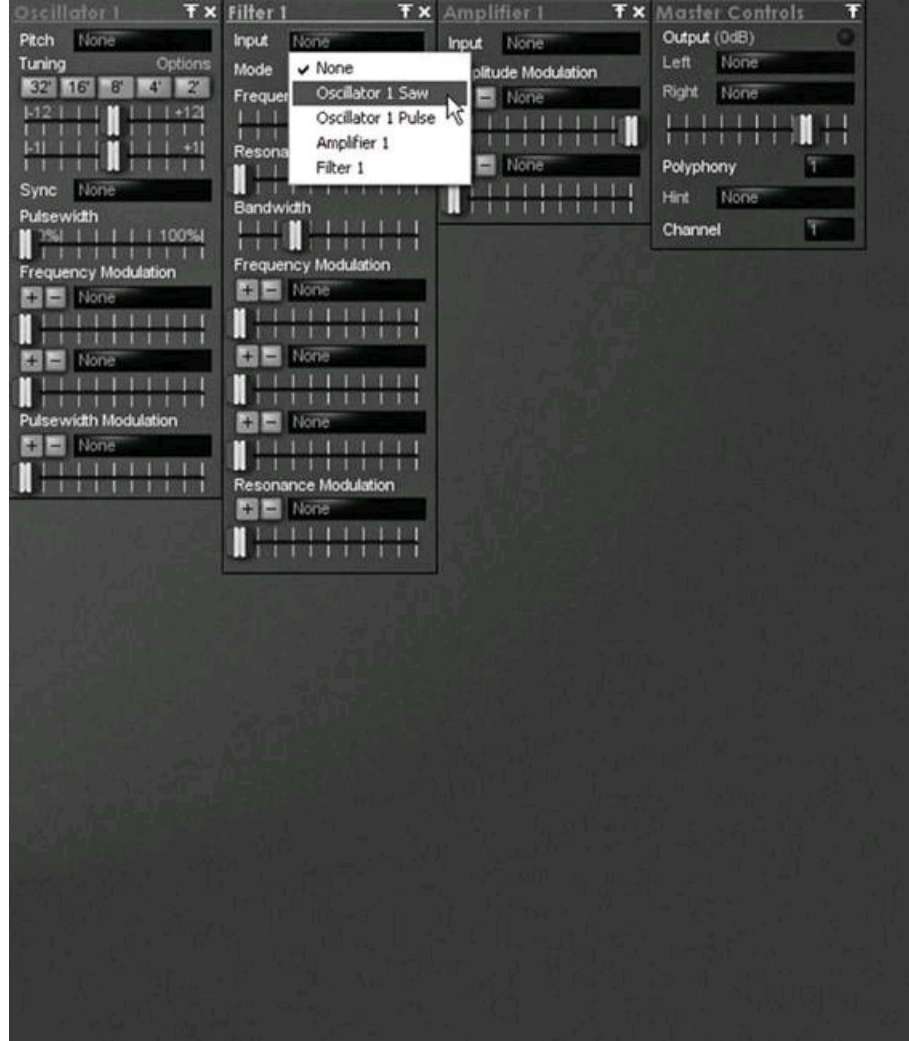 Oscillator 1
Pitch None
Tuning Options
32' 16' 8' 4' 2'
-12 +12
-1 +1
Sync None
Pulsewidth
0% 100%
Frequency Modulation
+ - None
+ - None
Pulsewidth Modulation
+ - None
Filter 1
Input None
Mode
None
Oscillator 1 Saw
Oscillator 1 Pulse
Amplifier 1
Filter 1
Bandwidth
Frequency Modulation
+ - None
+ - None
+ - None
Resonance Modulation
+ - None
Amplifier 1
Input None
- None
- None
Master Controls
Output (0dB)
Left None
Right None
Polyphony 1
Hint None
Channel 1